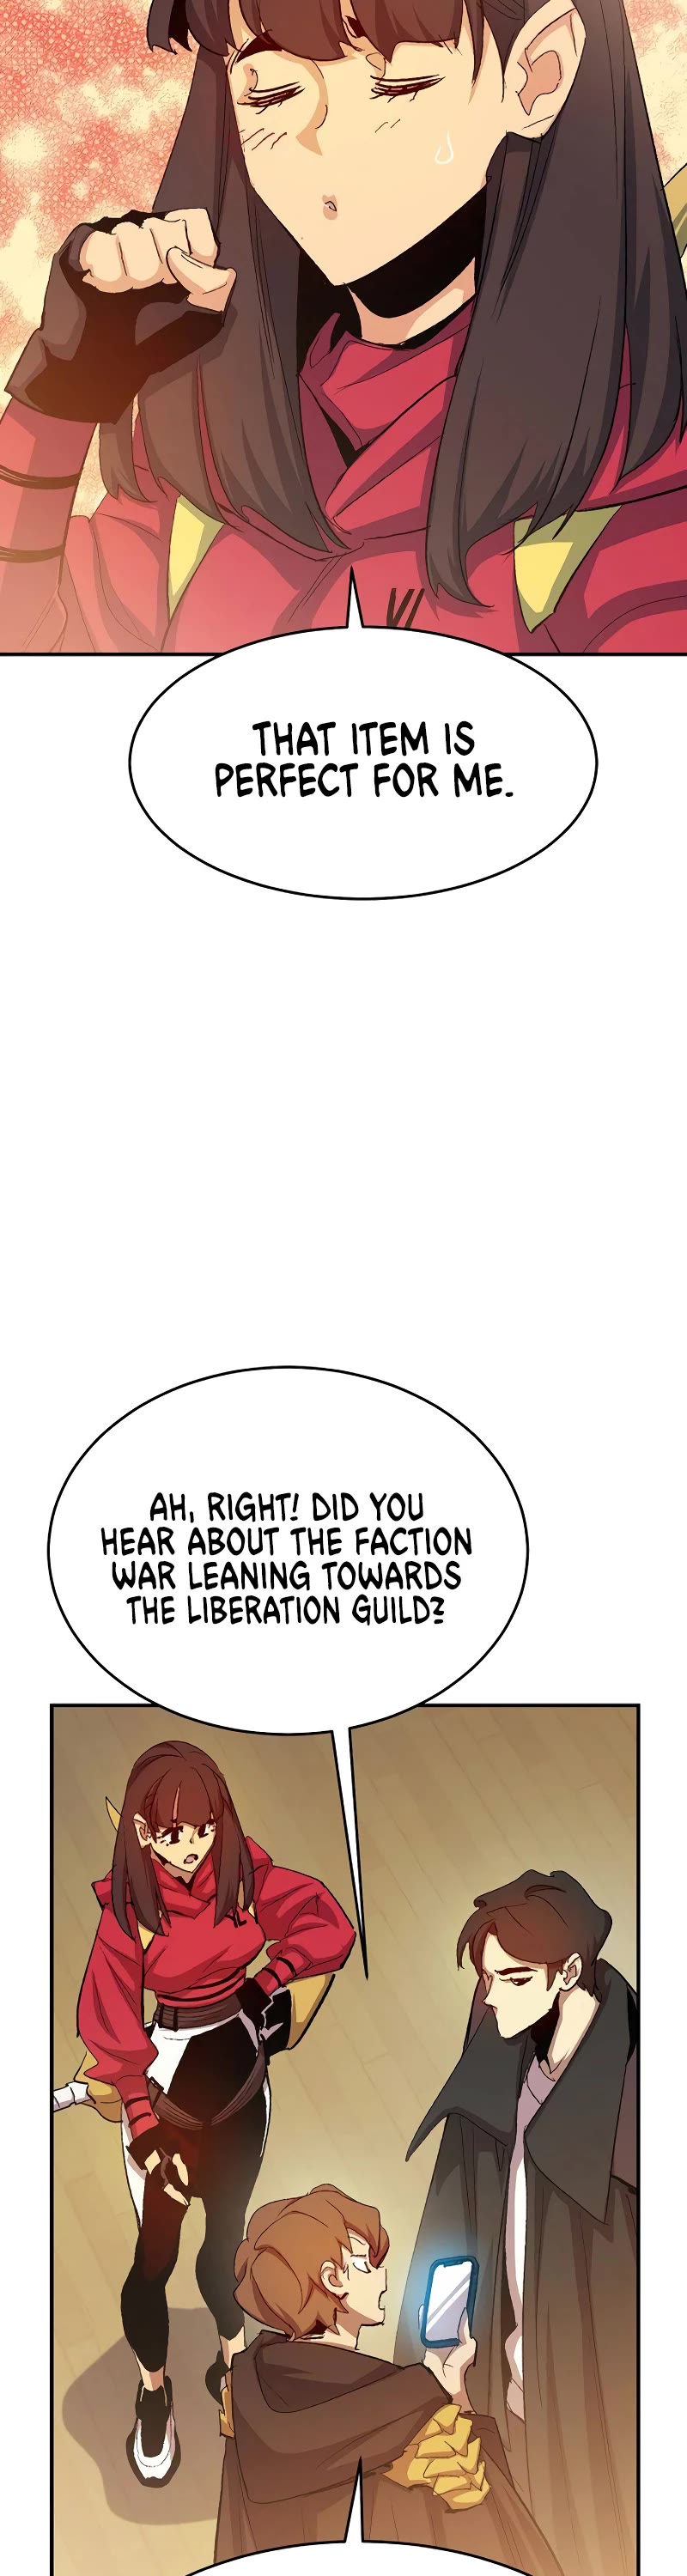 THAT ITEM IS
PERFECT FOR ME.
AH, RIGHT! DID YOU
HEAR ABOUT THE FACTION
WAR LEANING TOWARDS
THE LIBERATION GUILD?